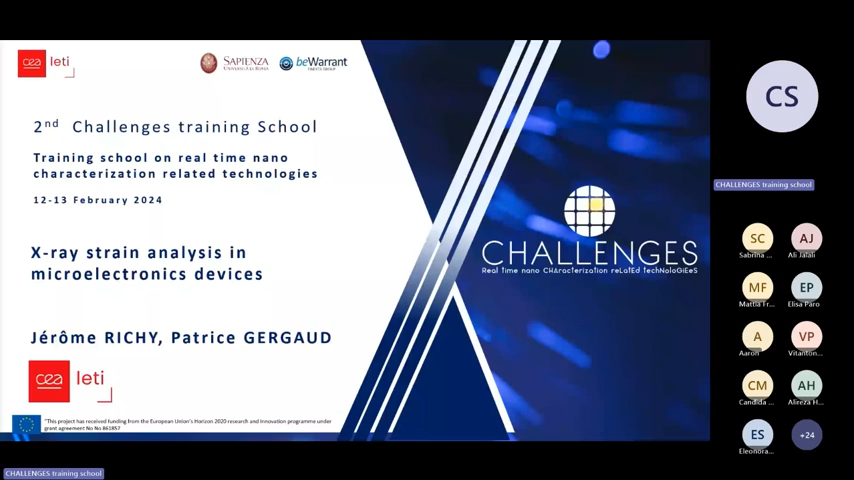 cea leti
SAPIENZA
UNIVERSITÀ DI ROMA
beWarrant
2nd Challenges training School
Training school on real time nano
characterization related technologies
12-13 February 2024
X-ray strain analysis in
microelectronics devices
Jérôme RICHY, Patrice GERGAUD
cea leti
"This project has received funding from the European Union's Horizon 2020 research and innovation programme under
grant agreement No No 861857
CHALLENGES
Real time nano CHAracterization reLatEd techNoloGiEeS
CS
CHALLENGES training school
SC
AJ
Sabrina ...
Ali Jalali
MF
EP
Mattia Fr...
Elisa Paro
A
VP
Aaron
Vitanton...
CM
AH
Candida ...
Alireza H...
ES
+24
Eleonora...
CHALLENGES training school